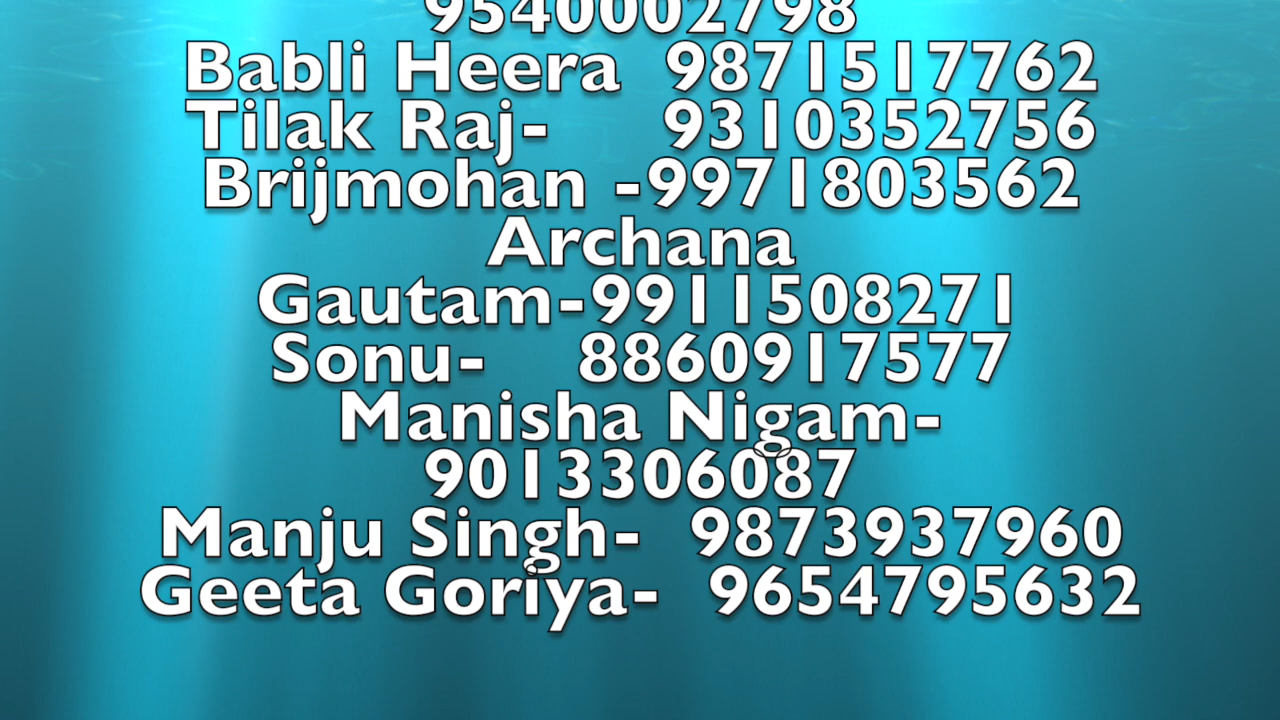 9540002798
Babli Heera 9871517762
Tilak Raj- 9310352756
Brijmohan -9971803562
Archana
Gautam-9911508271
Sonu- 8860917577
Manisha Nigam-
9013306087
Manju Singh- 9873937960
Geeta Goriya- 9654795632